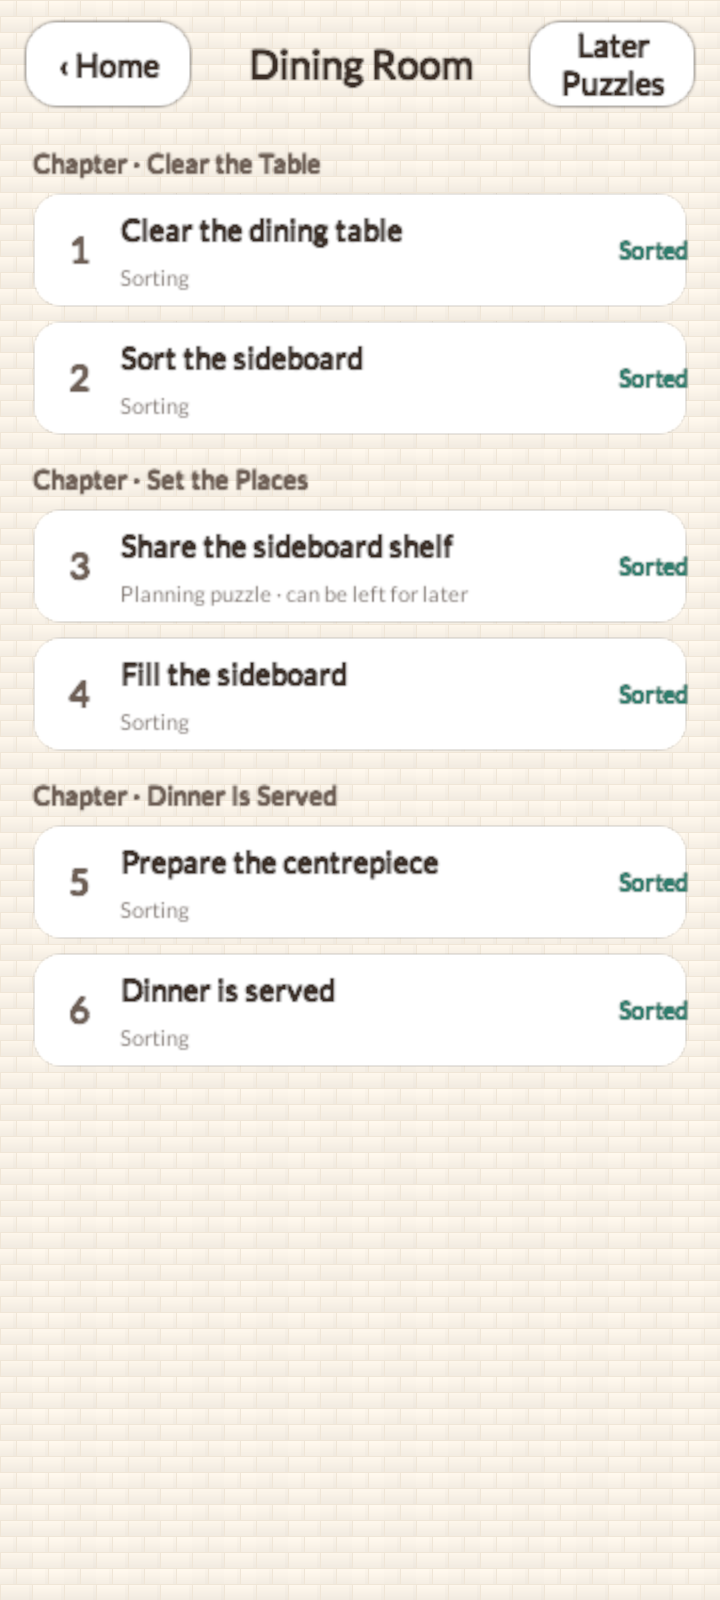 ‹ Home
Dining Room
Later
Puzzles
Chapter · Clear the Table
1
Clear the dining table
Sorting
Sorted
2
Sort the sideboard
Sorting
Sorted
Chapter · Set the Places
3
Share the sideboard shelf
Planning puzzle · can be left for later
Sorted
4
Fill the sideboard
Sorting
Sorted
Chapter · Dinner Is Served
5
Prepare the centrepiece
Sorting
Sorted
6
Dinner is served
Sorting
Sorted